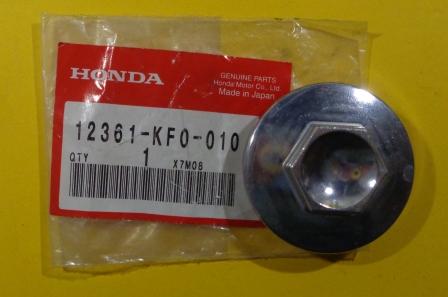 HONDA
GENUINE PARTS
Honda Motor Co., Ltd.
Made in Japan
12361-KF0-010
QTY 1 X7M08